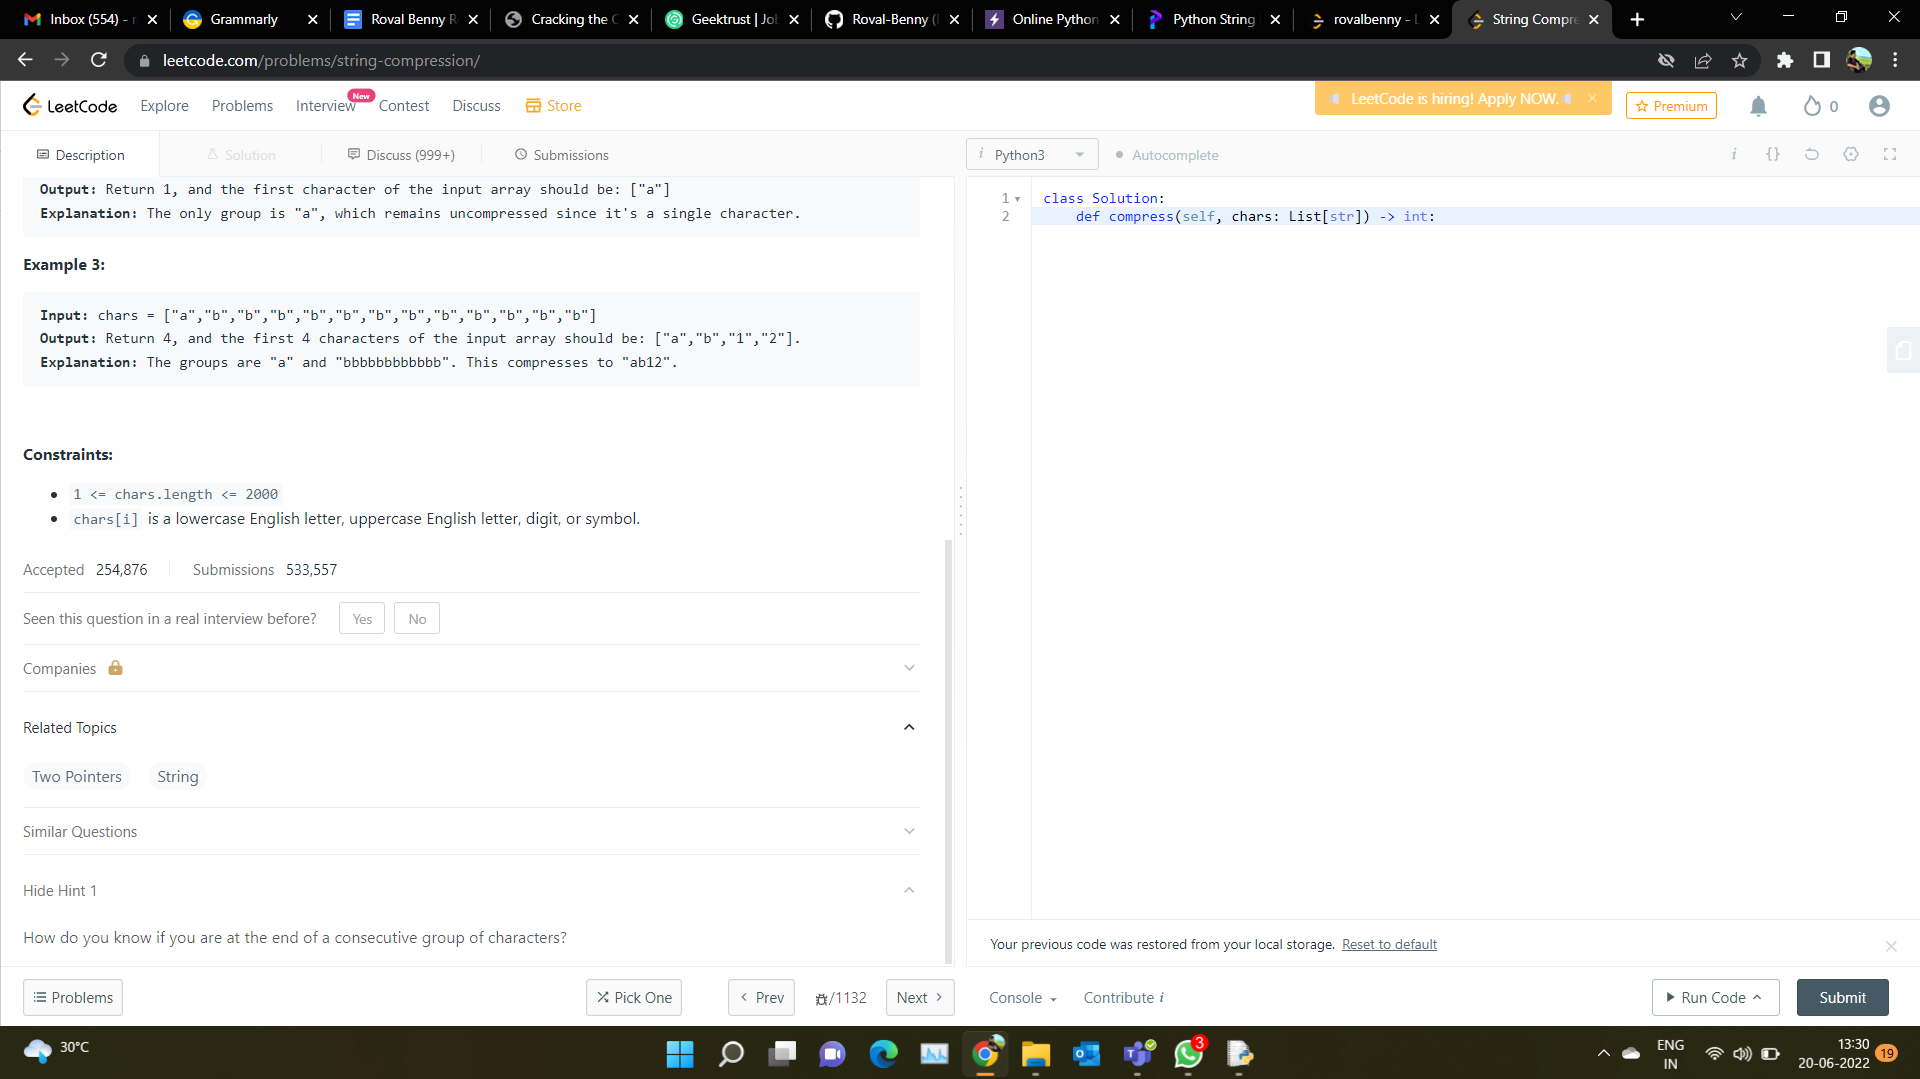 Inbox (554) - r
Grammarly
Roval Benny R
Cracking the C
Geektrust | Job
Roval-Benny (
Online Python
Python String
rovalbenny - L
String Compre
leetcode.com/problems/string-compression/
LeetCode
Explore
Problems
Interview
New
Contest
Discuss
Store
LeetCode is hiring! Apply NOW.
Premium
0
Description
Solution
Discuss (999+)
Submissions
i Python3
Autocomplete
i
{}
Output: Return 1, and the first character of the input array should be: ["a"]
Explanation: The only group is "a", which remains uncompressed since it's a single character.
Example 3:
Input: chars = ["a","b","b","b","b","b","b","b","b","b","b","b","b"]
Output: Return 4, and the first 4 characters of the input array should be: ["a","b","1","2"].
Explanation: The groups are "a" and "bbbbbbbbbbbb". This compresses to "ab12".
Constraints:
1 <= chars.length <= 2000
chars[i] is a lowercase English letter, uppercase English letter, digit, or symbol.
Accepted 254,876
Submissions 533,557
Seen this question in a real interview before?
Yes
No
Companies
Related Topics
Two Pointers
String
Similar Questions
Hide Hint 1
How do you know if you are at the end of a consecutive group of characters?
1
class Solution:
2
def compress(self, chars: List[str]) -> int:
Your previous code was restored from your local storage. Reset to default
Problems
Pick One
Prev
/1132
Next
Console
Contribute i
Run Code
Submit
30°C
3
ENG
IN
13:30
20-06-2022
19